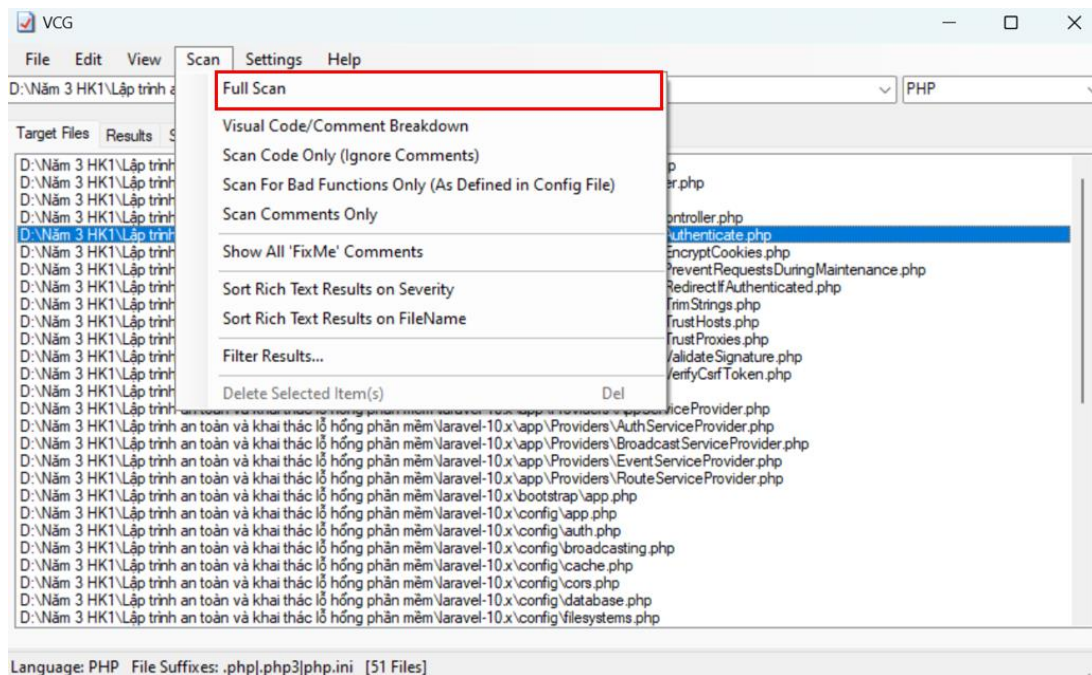 VCG
File Edit View Scan Settings Help
D:\Năm 3 HK1\Lập trình a
PHP
Full Scan
Visual Code/Comment Breakdown
Scan Code Only (Ignore Comments)
Scan For Bad Functions Only (As Defined in Config File)
Scan Comments Only
Show All 'FixMe' Comments
Sort Rich Text Results on Severity
Sort Rich Text Results on FileName
Filter Results...
Delete Selected Item(s) Del
Target Files Results S
D:\Năm 3 HK1\Lập trình p
D:\Năm 3 HK1\Lập trình er.php
D:\Năm 3 HK1\Lập trình
D:\Năm 3 HK1\Lập trình ontroller.php
D:\Năm 3 HK1\Lập trình Authenticate.php
D:\Năm 3 HK1\Lập trình EncryptCookies.php
D:\Năm 3 HK1\Lập trình PreventRequestsDuringMaintenance.php
D:\Năm 3 HK1\Lập trình RedirectIfAuthenticated.php
D:\Năm 3 HK1\Lập trình TrimStrings.php
D:\Năm 3 HK1\Lập trình TrustHosts.php
D:\Năm 3 HK1\Lập trình TrustProxies.php
D:\Năm 3 HK1\Lập trình ValidateSignature.php
D:\Năm 3 HK1\Lập trình VerifyCsrfToken.php
D:\Năm 3 HK1\Lập trình
D:\Năm 3 HK1\Lập trình an toàn và khai thác lỗ hổng phần mềm\laravel-10.x\app\Providers\AppServiceProvider.php
D:\Năm 3 HK1\Lập trình an toàn và khai thác lỗ hổng phần mềm\laravel-10.x\app\Providers\AuthServiceProvider.php
D:\Năm 3 HK1\Lập trình an toàn và khai thác lỗ hổng phần mềm\laravel-10.x\app\Providers\BroadcastServiceProvider.php
D:\Năm 3 HK1\Lập trình an toàn và khai thác lỗ hổng phần mềm\laravel-10.x\app\Providers\EventServiceProvider.php
D:\Năm 3 HK1\Lập trình an toàn và khai thác lỗ hổng phần mềm\laravel-10.x\app\Providers\RouteServiceProvider.php
D:\Năm 3 HK1\Lập trình an toàn và khai thác lỗ hổng phần mềm\laravel-10.x\bootstrap\app.php
D:\Năm 3 HK1\Lập trình an toàn và khai thác lỗ hổng phần mềm\laravel-10.x\config\app.php
D:\Năm 3 HK1\Lập trình an toàn và khai thác lỗ hổng phần mềm\laravel-10.x\config\auth.php
D:\Năm 3 HK1\Lập trình an toàn và khai thác lỗ hổng phần mềm\laravel-10.x\config\broadcasting.php
D:\Năm 3 HK1\Lập trình an toàn và khai thác lỗ hổng phần mềm\laravel-10.x\config\cache.php
D:\Năm 3 HK1\Lập trình an toàn và khai thác lỗ hổng phần mềm\laravel-10.x\config\cors.php
D:\Năm 3 HK1\Lập trình an toàn và khai thác lỗ hổng phần mềm\laravel-10.x\config\database.php
D:\Năm 3 HK1\Lập trình an toàn và khai thác lỗ hổng phần mềm\laravel-10.x\config\filesystems.php
Language: PHP File Suffixes: .php|.php3|php.ini [51 Files]